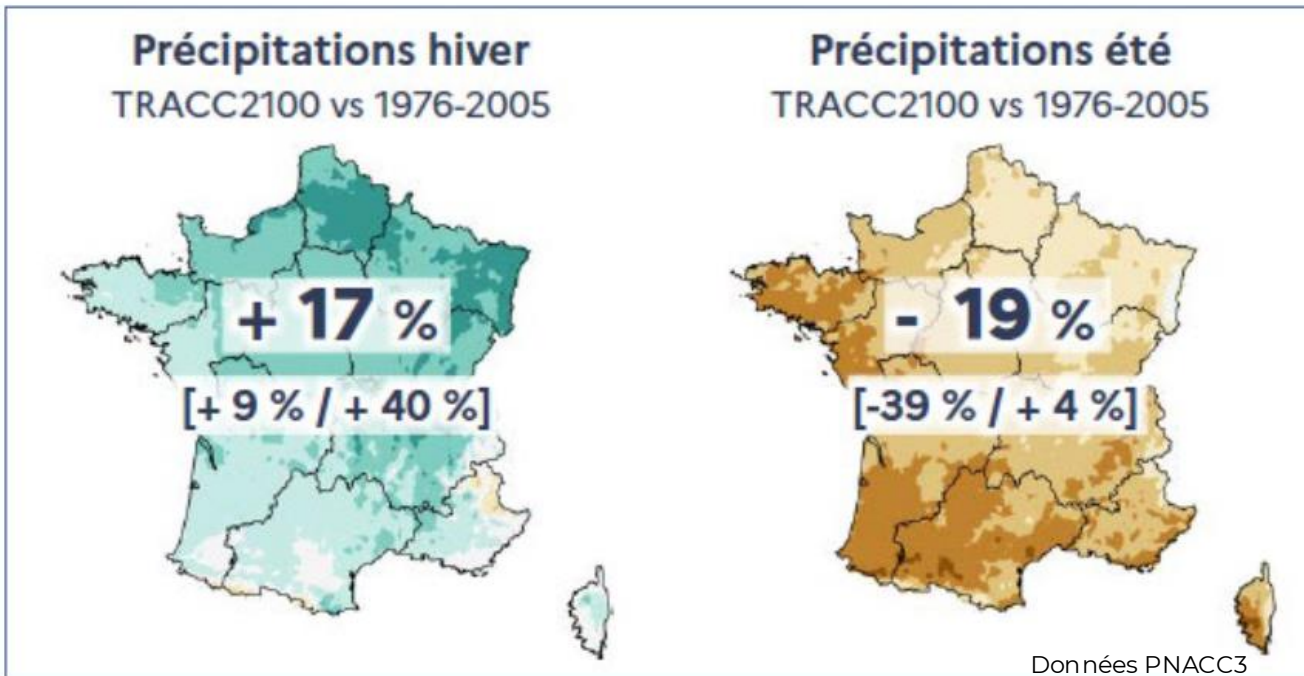 Précipitations hiver
TRACC2100 vs 1976-2005
+ 17 %
[+ 9 % / + 40 %]
Précipitations été
TRACC2100 vs 1976-2005
- 19 %
[-39 % / + 4 %]
Données PNACC3